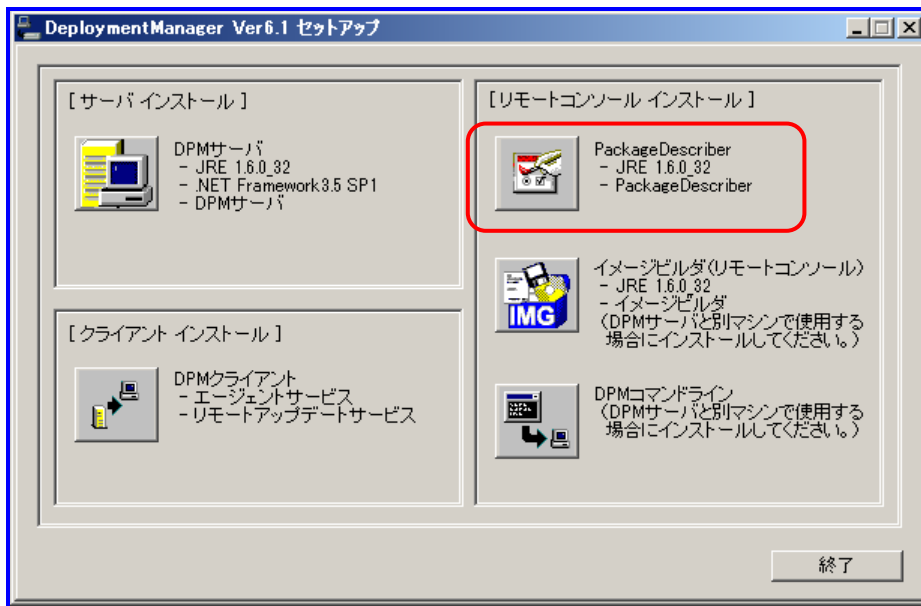 DeploymentManager Ver6.1 セットアップ
[サーバ インストール]
DPMサーバ
- JRE 1.6.0_32
- .NET Framework3.5 SP1
- DPMサーバ
[クライアント インストール]
DPMクライアント
- エージェントサービス
- リモートアップデートサービス
[リモートコンソール インストール]
PackageDescriber
- JRE 1.6.0_32
- PackageDescriber
IMG
イメージビルダ(リモートコンソール)
- JRE 1.6.0_32
- イメージビルダ
(DPMサーバと別マシンで使用する
場合にインストールしてください。)
DPMコマンドライン
(DPMサーバと別マシンで使用する
場合にインストールしてください。)
終了